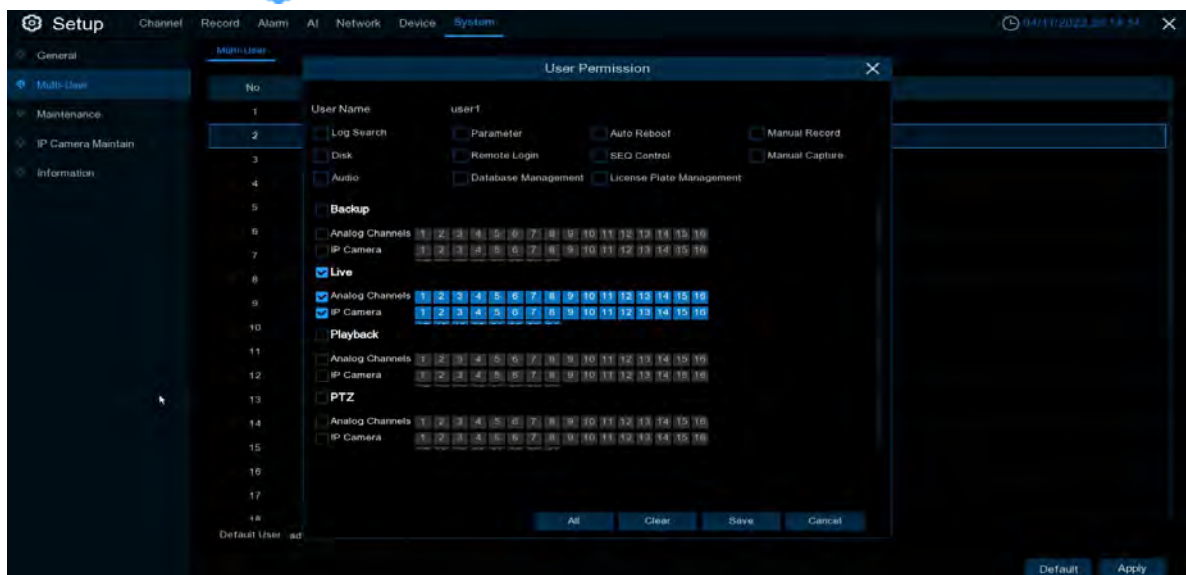 Setup Channel Record Alarm AI Network Device System
General
Multi-User
Maintenance
IP Camera Maintain
Information
Multi-User
No
1
2
3
4
5
6
7
8
9
10
11
12
13
14
15
16
17
18
Default User ad
User Permission
User Name user1
Log Search Parameter Auto Reboot Manual Record
Disk Remote Login SEQ Control Manual Capture
Audio Database Management License Plate Management
Backup
Analog Channels 1 2 3 4 5 6 7 8 9 10 11 12 13 14 15 16
IP Camera 1 2 3 4 5 6 7 8 9 10 11 12 13 14 15 16
Live
Analog Channels 1 2 3 4 5 6 7 8 9 10 11 12 13 14 15 16
IP Camera 1 2 3 4 5 6 7 8 9 10 11 12 13 14 15 16
Playback
Analog Channels 1 2 3 4 5 6 7 8 9 10 11 12 13 14 15 16
IP Camera 1 2 3 4 5 6 7 8 9 10 11 12 13 14 15 16
PTZ
Analog Channels 1 2 3 4 5 6 7 8 9 10 11 12 13 14 15 16
IP Camera 1 2 3 4 5 6 7 8 9 10 11 12 13 14 15 16
All Clear Save Cancel
Default Apply